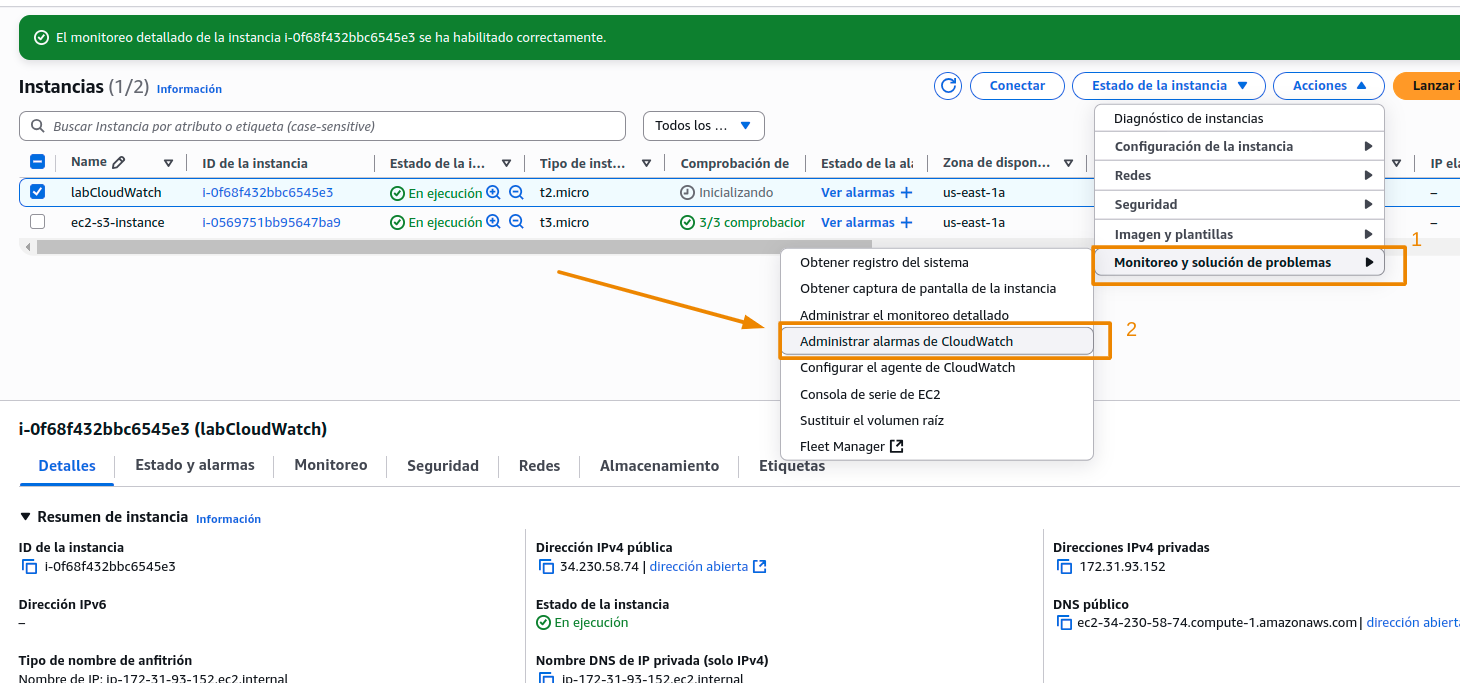 El monitoreo detallado de la instancia i-0f68f432bbc6545e3 se ha habilitado correctamente.
Instancias (1/2) Información
Conectar
Estado de la instancia
Acciones
Lanzar i
Buscar Instancia por atributo o etiqueta (case-sensitive)
Todos los ...
Diagnóstico de instancias
Configuración de la instancia
Redes
Seguridad
Imagen y plantillas
Monitoreo y solución de problemas
1
Name ID de la instancia Estado de la i... Tipo de inst... Comprobación de Estado de la ala Zona de dispon... IP ela
labCloudWatch i-0f68f432bbc6545e3 En ejecución t2.micro Inicializando Ver alarmas + us-east-1a –
ec2-s3-instance i-0569751bb95647ba9 En ejecución t3.micro 3/3 comprobacion Ver alarmas + us-east-1a –
Obtener registro del sistema
Obtener captura de pantalla de la instancia
Administrar el monitoreo detallado
Administrar alarmas de CloudWatch
2
Configurar el agente de CloudWatch
Consola de serie de EC2
Sustituir el volumen raíz
Fleet Manager
i-0f68f432bbc6545e3 (labCloudWatch)
Detalles Estado y alarmas Monitoreo Seguridad Redes Almacenamiento Etiquetas
Resumen de instancia Información
ID de la instancia
i-0f68f432bbc6545e3
Dirección IPv4 pública
34.230.58.74 | dirección abierta
Direcciones IPv4 privadas
172.31.93.152
Dirección IPv6
–
Estado de la instancia
En ejecución
DNS público
ec2-34-230-58-74.compute-1.amazonaws.com | dirección abierta
Tipo de nombre de anfitrión
Nombre de IP: ip-172-31-93-152.ec2.internal
Nombre DNS de IP privada (solo IPv4)
ip-172-31-93-152.ec2.internal